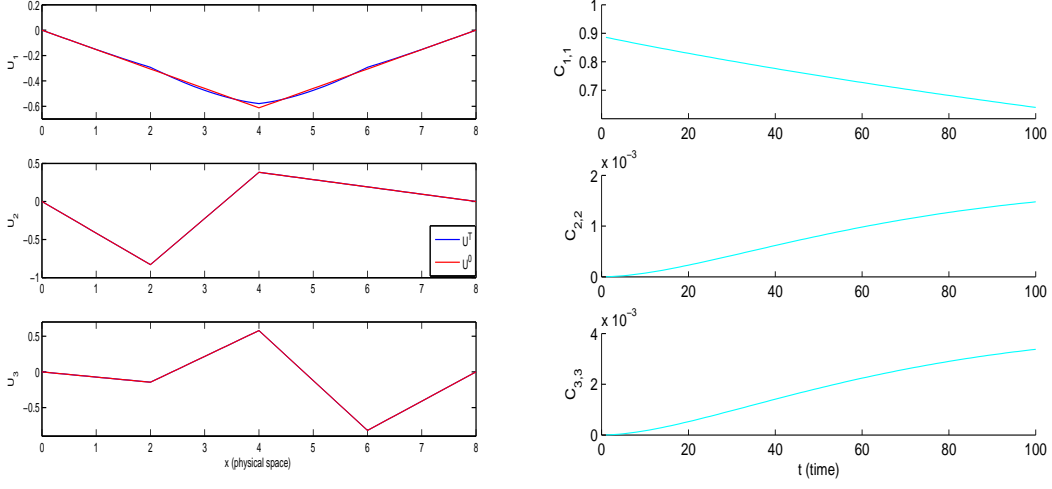 0.2
0
−0.2
−0.4
−0.6
U1
0 1 2 3 4 5 6 7 8
0.5
0
−0.5
−1
U2
0 1 2 3 4 5 6 7 8
U^T
U^0
0.5
0
−0.5
U3
0 1 2 3 4 5 6 7 8
x (physical space)
1
0.9
0.8
0.7
C1,1
0 20 40 60 80 100
x 10^−3
2
1
0
C2,2
0 20 40 60 80 100
x 10^−3
4
2
0
C3,3
0 20 40 60 80 100
t (time)